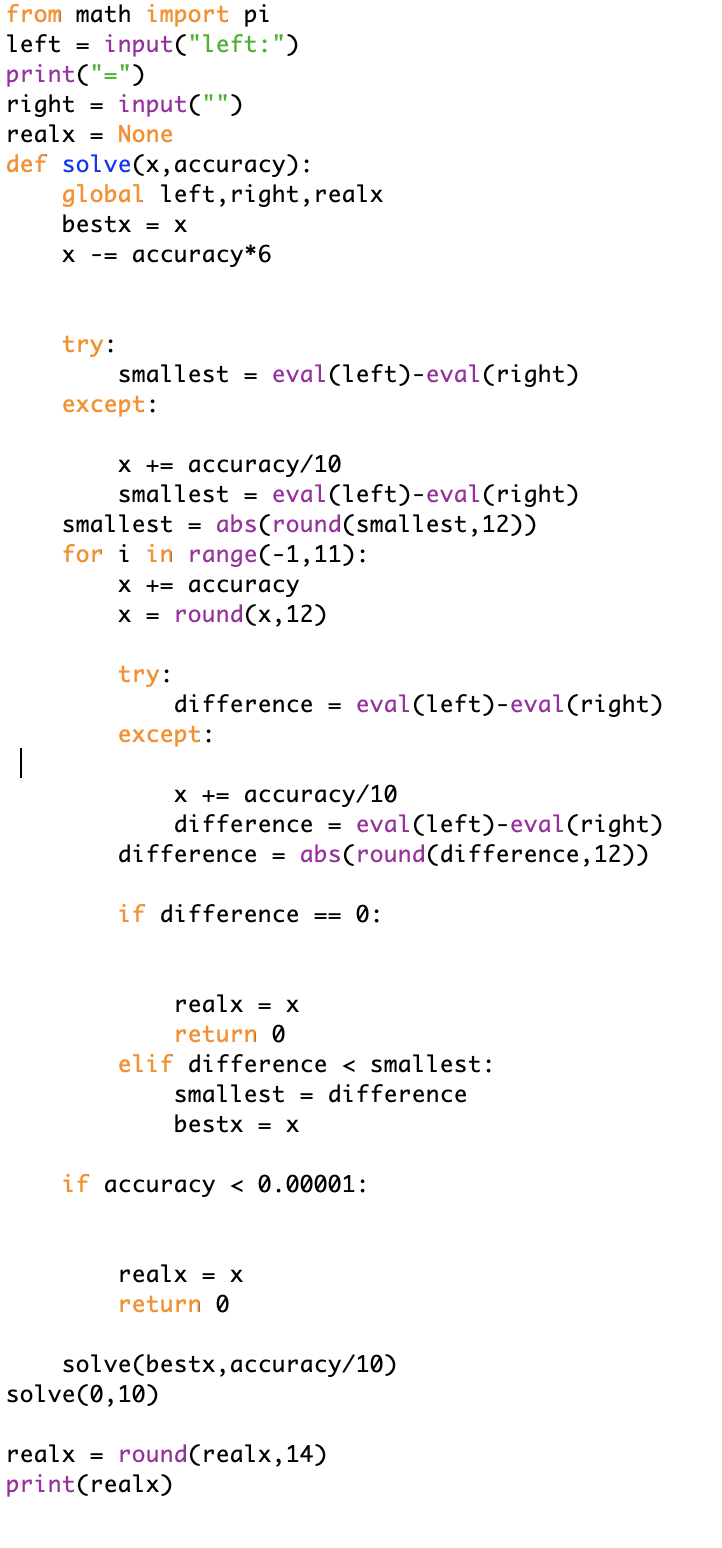 from math import pi
left = input("left:")
print("=")
right = input("")
realx = None
def solve(x,accuracy):
    global left,right,realx
    bestx = x
    x -= accuracy*6
    try:
        smallest = eval(left)-eval(right)
    except:
        x += accuracy/10
        smallest = eval(left)-eval(right)
    smallest = abs(round(smallest,12))
    for i in range(-1,11):
        x += accuracy
        x = round(x,12)
        try:
            difference = eval(left)-eval(right)
        except:
            x += accuracy/10
            difference = eval(left)-eval(right)
        difference = abs(round(difference,12))
        if difference == 0:
            realx = x
            return 0
        elif difference < smallest:
            smallest = difference
            bestx = x
    if accuracy < 0.00001:
        realx = x
        return 0
    solve(bestx,accuracy/10)
solve(0,10)
realx = round(realx,14)
print(realx)